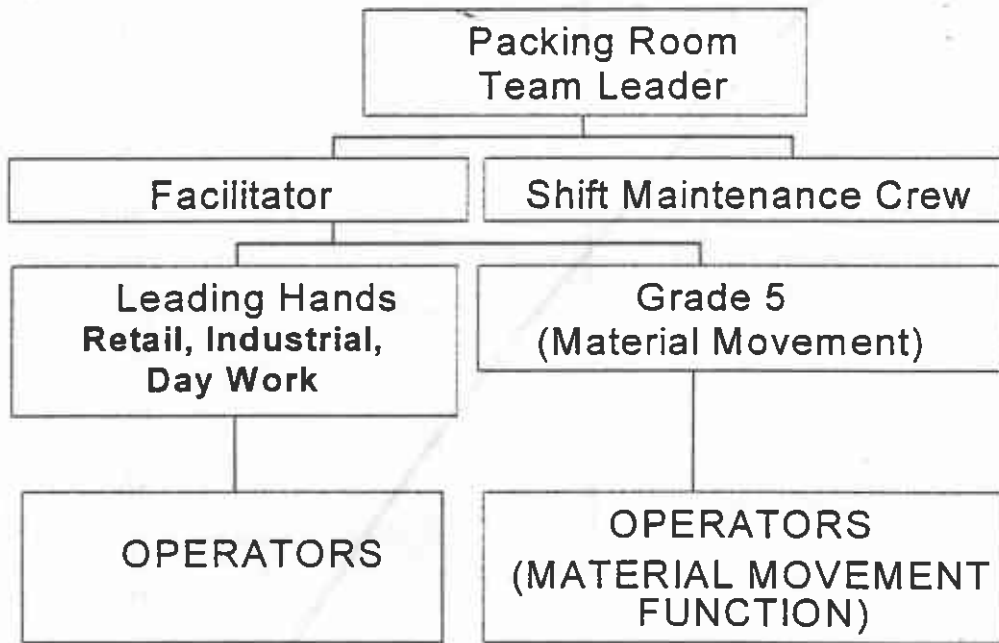 Packing Room
Team Leader
Facilitator
Shift Maintenance Crew
Leading Hands
Retail, Industrial,
Day Work
Grade 5
(Material Movement)
OPERATORS
OPERATORS
(MATERIAL MOVEMENT
FUNCTION)